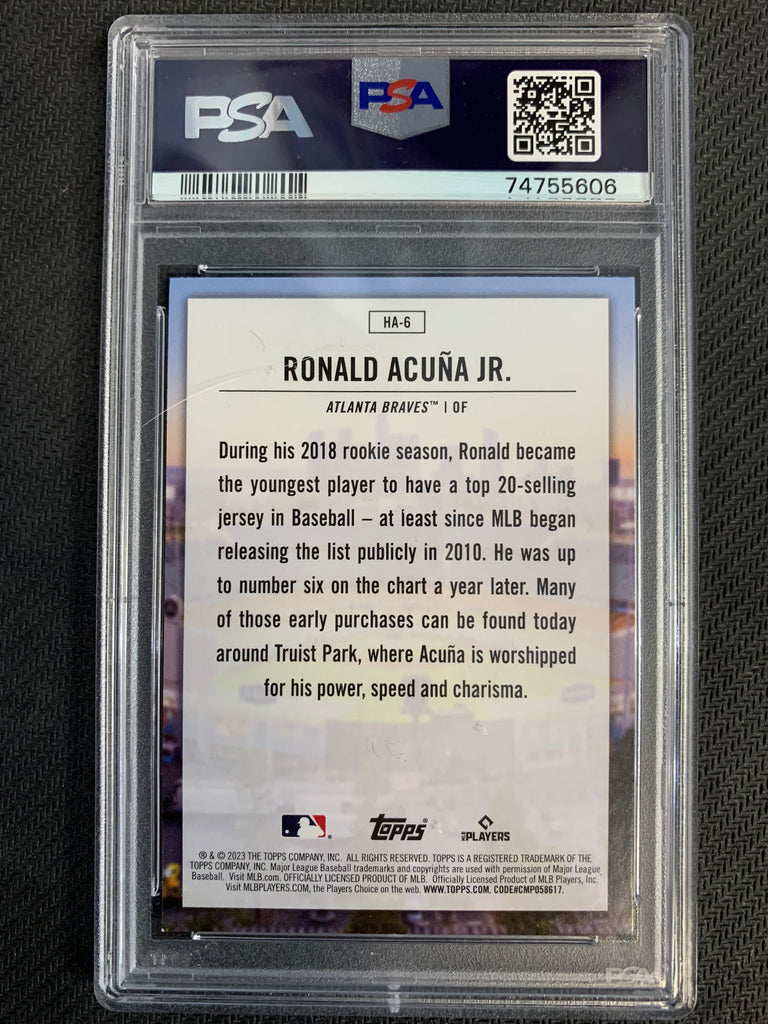 PSA
PSA
74755606
HA-6
RONALD ACUÑA JR.
ATLANTA BRAVES™ | OF
During his 2018 rookie season, Ronald became
the youngest player to have a top 20-selling
jersey in Baseball – at least since MLB began
releasing the list publicly in 2010. He was up
to number six on the chart a year later. Many
of those early purchases can be found today
around Truist Park, where Acuña is worshipped
for his power, speed and charisma.
Topps®
MLB PLAYERS
® & © 2023 THE TOPPS COMPANY, INC. ALL RIGHTS RESERVED. TOPPS IS A REGISTERED TRADEMARK OF THE
TOPPS COMPANY, INC. Major League Baseball trademarks and copyrights are used with permission of Major League
Baseball. Visit MLB.com. OFFICIALLY LICENSED PRODUCT OF MLB Players, Inc. Officially Licensed Product of MLB Players, Inc.
Visit MLBPLAYERS.com, the Players Choice on the web. WWW.TOPPS.COM. CODE#CMP058617.
PSA